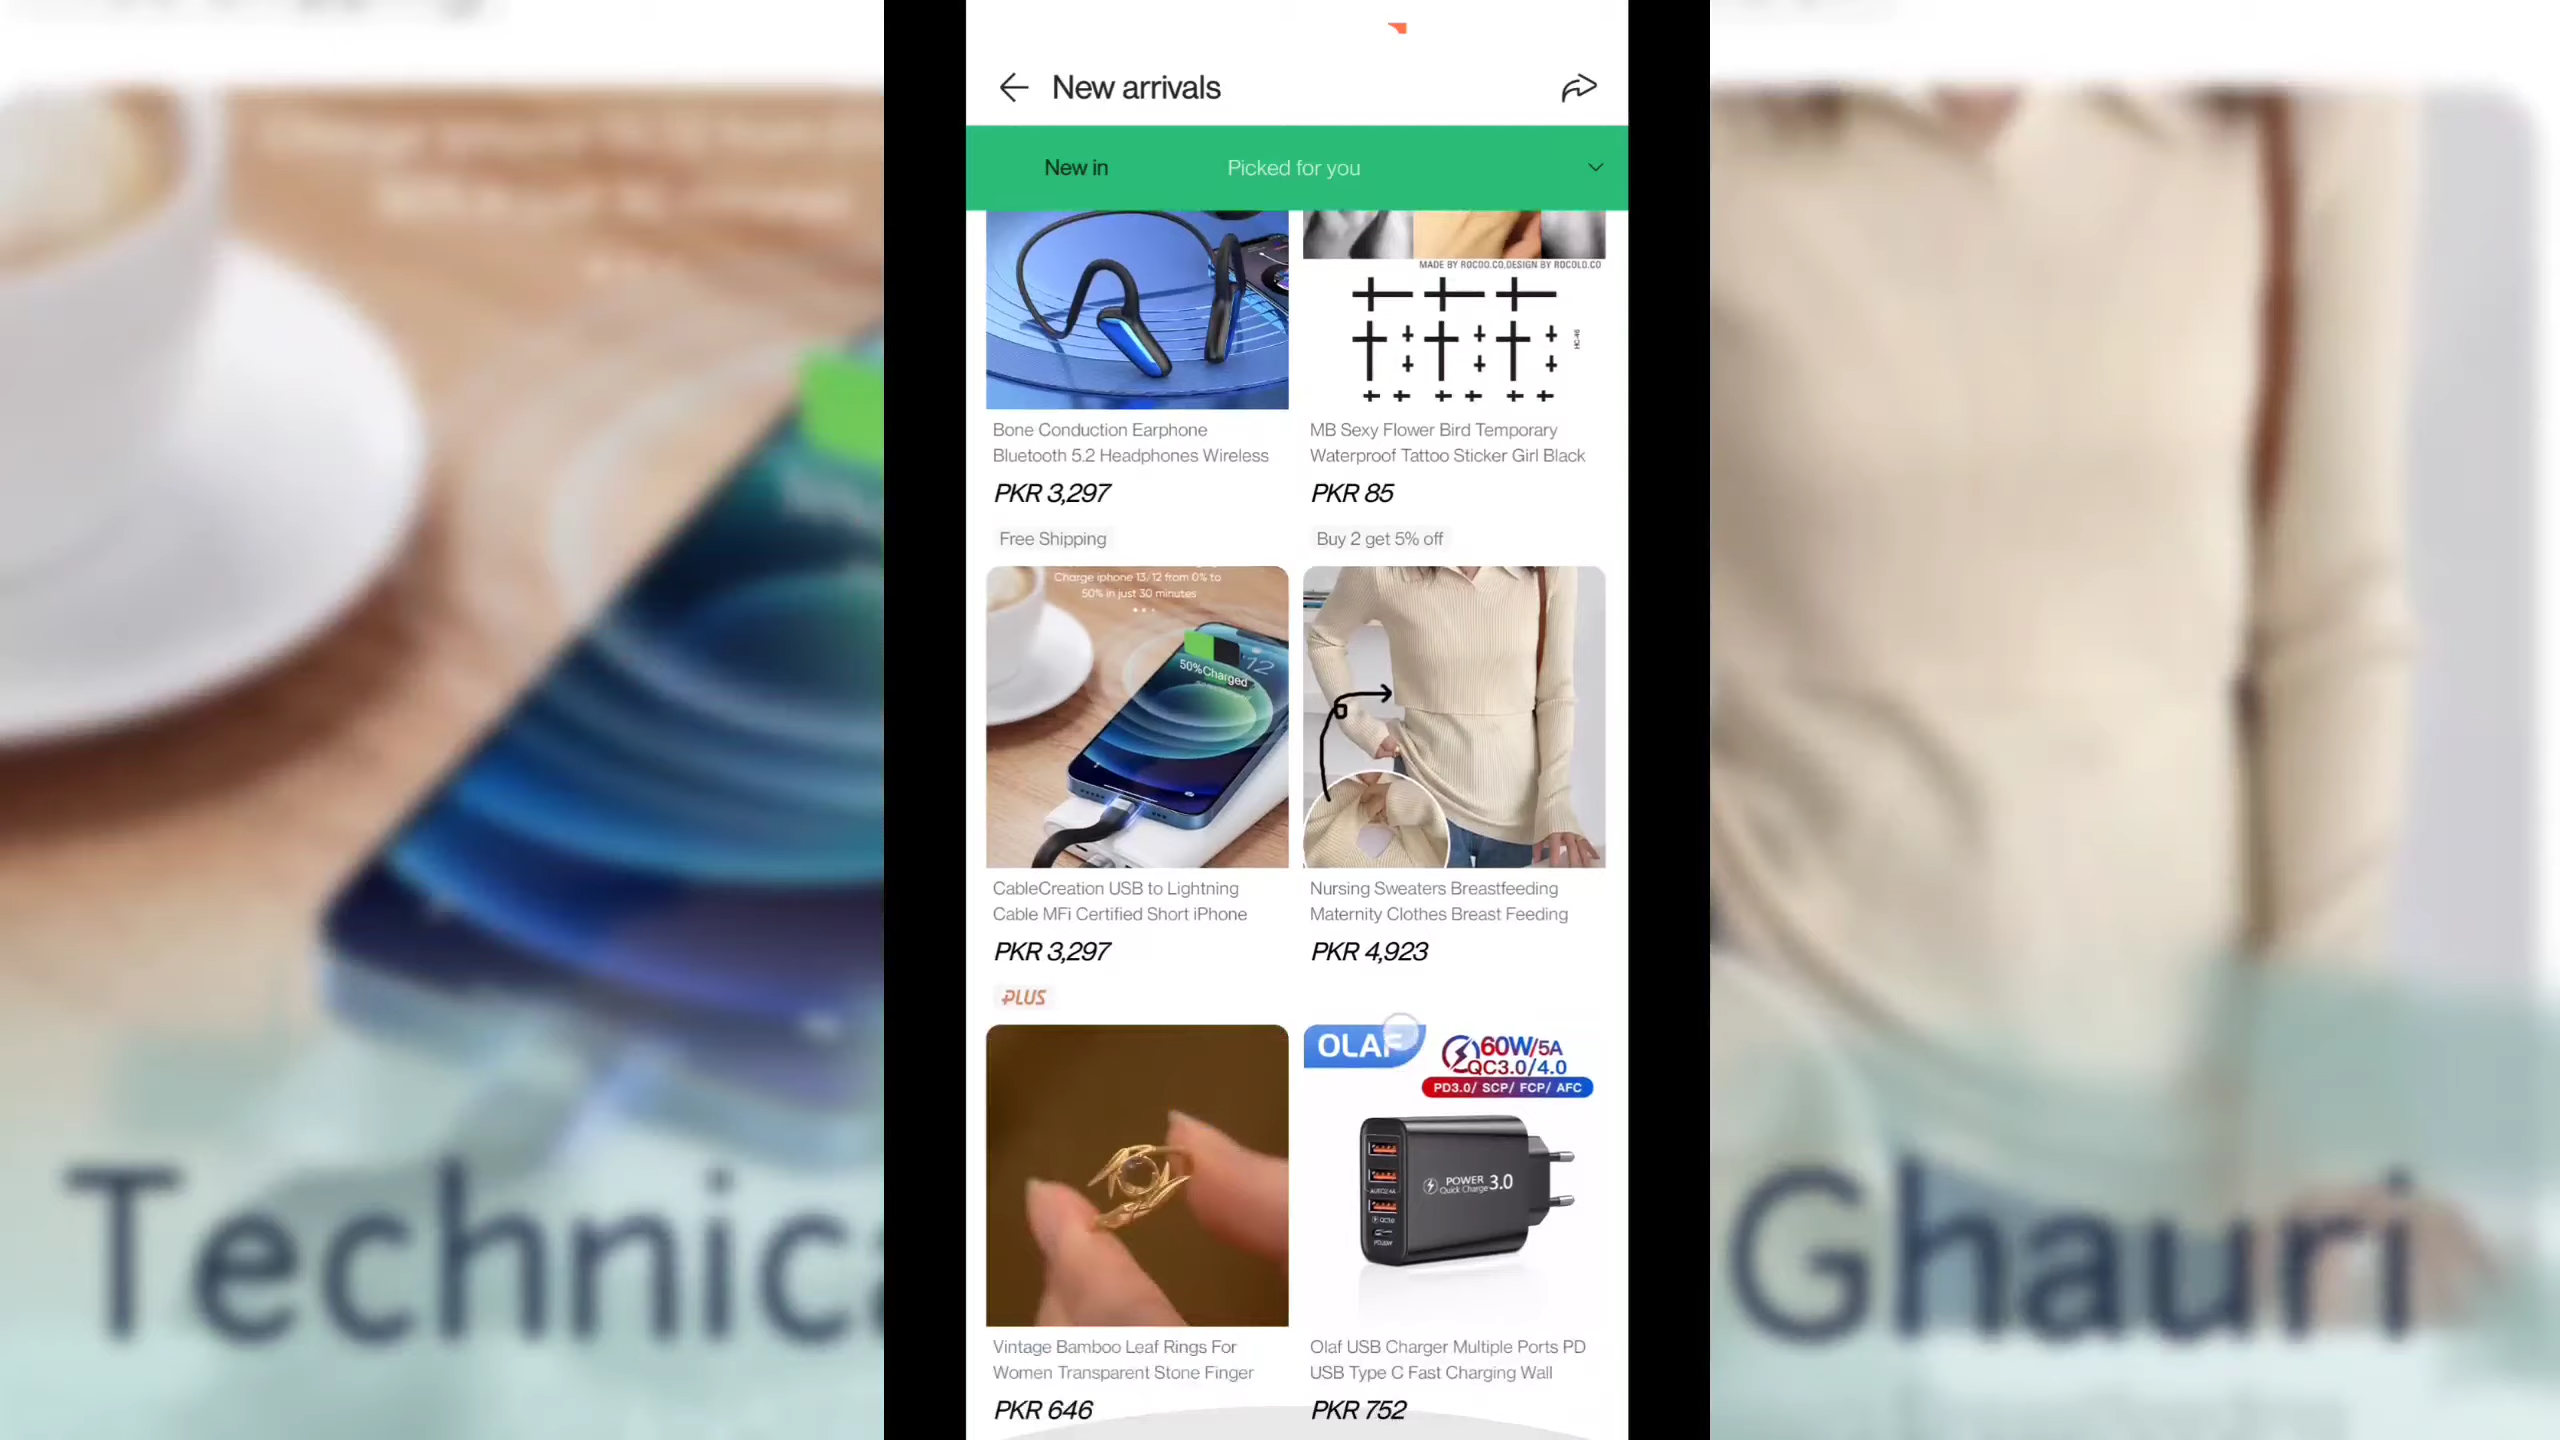 New arrivals
New in
Picked for you
MADE BY ROCOO.CO,DESIGN BY ROCOLO.CO
HC-46
Bone Conduction Earphone
Bluetooth 5.2 Headphones Wireless
PKR 3,297
Free Shipping
MB Sexy Flower Bird Temporary
Waterproof Tattoo Sticker Girl Black
PKR 85
Buy 2 get 5% off
Charge iphone 13/12 from 0% to
50% in just 30 minutes
12
50%Charged
CableCreation USB to Lightning
Cable MFi Certified Short iPhone
PKR 3,297
PLUS
Nursing Sweaters Breastfeeding
Maternity Clothes Breast Feeding
PKR 4,923
OLAF
60W/5A
QC3.0/4.0
PD3.0/ SCP/ FCP/ AFC
POWER
Quick Charge 3.0
Vintage Bamboo Leaf Rings For
Women Transparent Stone Finger
PKR 646
Olaf USB Charger Multiple Ports PD
USB Type C Fast Charging Wall
PKR 752
Technica
Ghauri